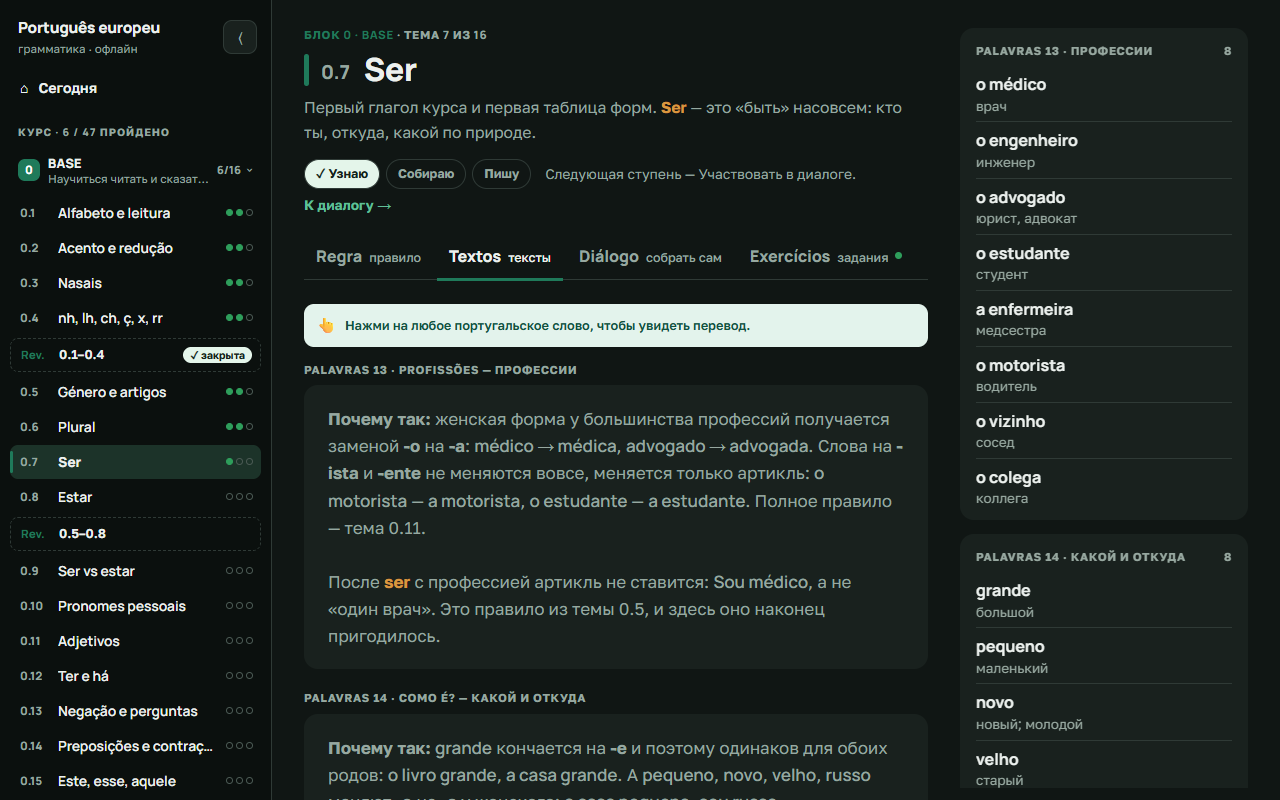 Português europeu
грамматика · офлайн
⟨
⌂ Сегодня
КУРС · 6 / 47 ПРОЙДЕНО
0 BASE 6/16
Научиться читать и сказат…
0.1 Alfabeto e leitura
0.2 Acento e redução
0.3 Nasais
0.4 nh, lh, ch, ç, x, rr
Rev. 0.1–0.4 ✓ закрыта
0.5 Género e artigos
0.6 Plural
0.7 Ser
0.8 Estar
Rev. 0.5–0.8
0.9 Ser vs estar
0.10 Pronomes pessoais
0.11 Adjetivos
0.12 Ter e há
0.13 Negação e perguntas
0.14 Preposições e contraç…
0.15 Este, esse, aquele
БЛОК 0 · BASE · ТЕМА 7 ИЗ 16
0.7 Ser
Первый глагол курса и первая таблица форм. Ser — это «быть» насовсем: кто
ты, откуда, какой по природе.
✓ Узнаю Собираю Пишу Следующая ступень — Участвовать в диалоге.
К диалогу →
Regra правило Textos тексты Diálogo собрать сам Exercícios задания
👆 Нажми на любое португальское слово, чтобы увидеть перевод.
PALAVRAS 13 · PROFISSÕES — ПРОФЕССИИ
Почему так: женская форма у большинства профессий получается
заменой -o на -a: médico → médica, advogado → advogada. Слова на -
ista и -ente не меняются вовсе, меняется только артикль: o
motorista — a motorista, o estudante — a estudante. Полное правило
— тема 0.11.
После ser с профессией артикль не ставится: Sou médico, а не
«один врач». Это правило из темы 0.5, и здесь оно наконец
пригодилось.
PALAVRAS 14 · COMO É? — КАКОЙ И ОТКУДА
Почему так: grande кончается на -e и поэтому одинаков для обоих
родов: o livro grande, a casa grande. А pequeno, novo, velho, russo
PALAVRAS 13 · ПРОФЕССИИ 8
o médico
врач
o engenheiro
инженер
o advogado
юрист, адвокат
o estudante
студент
a enfermeira
медсестра
o motorista
водитель
o vizinho
сосед
o colega
коллега
PALAVRAS 14 · КАКОЙ И ОТКУДА 8
grande
большой
pequeno
маленький
novo
новый; молодой
velho
старый